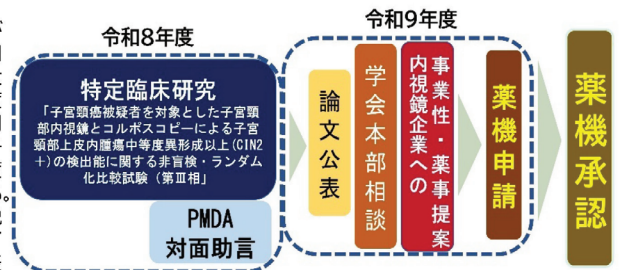 令和8年度
特定臨床研究
「子宮頸癌被疑者を対象とした子宮頸
部内視鏡とコルポスコピーによる子宮
頸部上皮内腫瘍中等度異形成以上(CIN2
+)の検出能に関する非盲検・ランダム
化比較試験(第Ⅲ相)」
PMDA
対面助言
令和9年度
論文公表
学会本部相談
内視鏡企業への
事業性・薬事提案
薬機申請
薬機承認